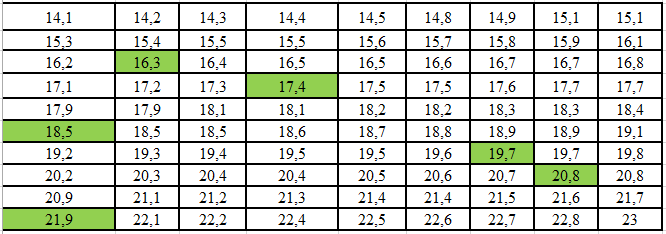 14,1 14,2 14,3 14,4 14,5 14,8 14,9 15,1 15,1
15,3 15,4 15,5 15,5 15,6 15,7 15,8 15,9 16,1
16,2 16,3 16,4 16,5 16,5 16,6 16,7 16,7 16,8
17,1 17,2 17,3 17,4 17,5 17,5 17,6 17,7 17,7
17,9 17,9 18,1 18,1 18,2 18,2 18,3 18,3 18,4
18,5 18,5 18,5 18,6 18,7 18,8 18,9 18,9 19,1
19,2 19,3 19,4 19,5 19,5 19,6 19,7 19,7 19,8
20,2 20,3 20,4 20,4 20,5 20,6 20,7 20,8 20,8
20,9 21,1 21,2 21,3 21,4 21,4 21,5 21,6 21,7
21,9 22,1 22,2 22,4 22,5 22,6 22,7 22,8 23